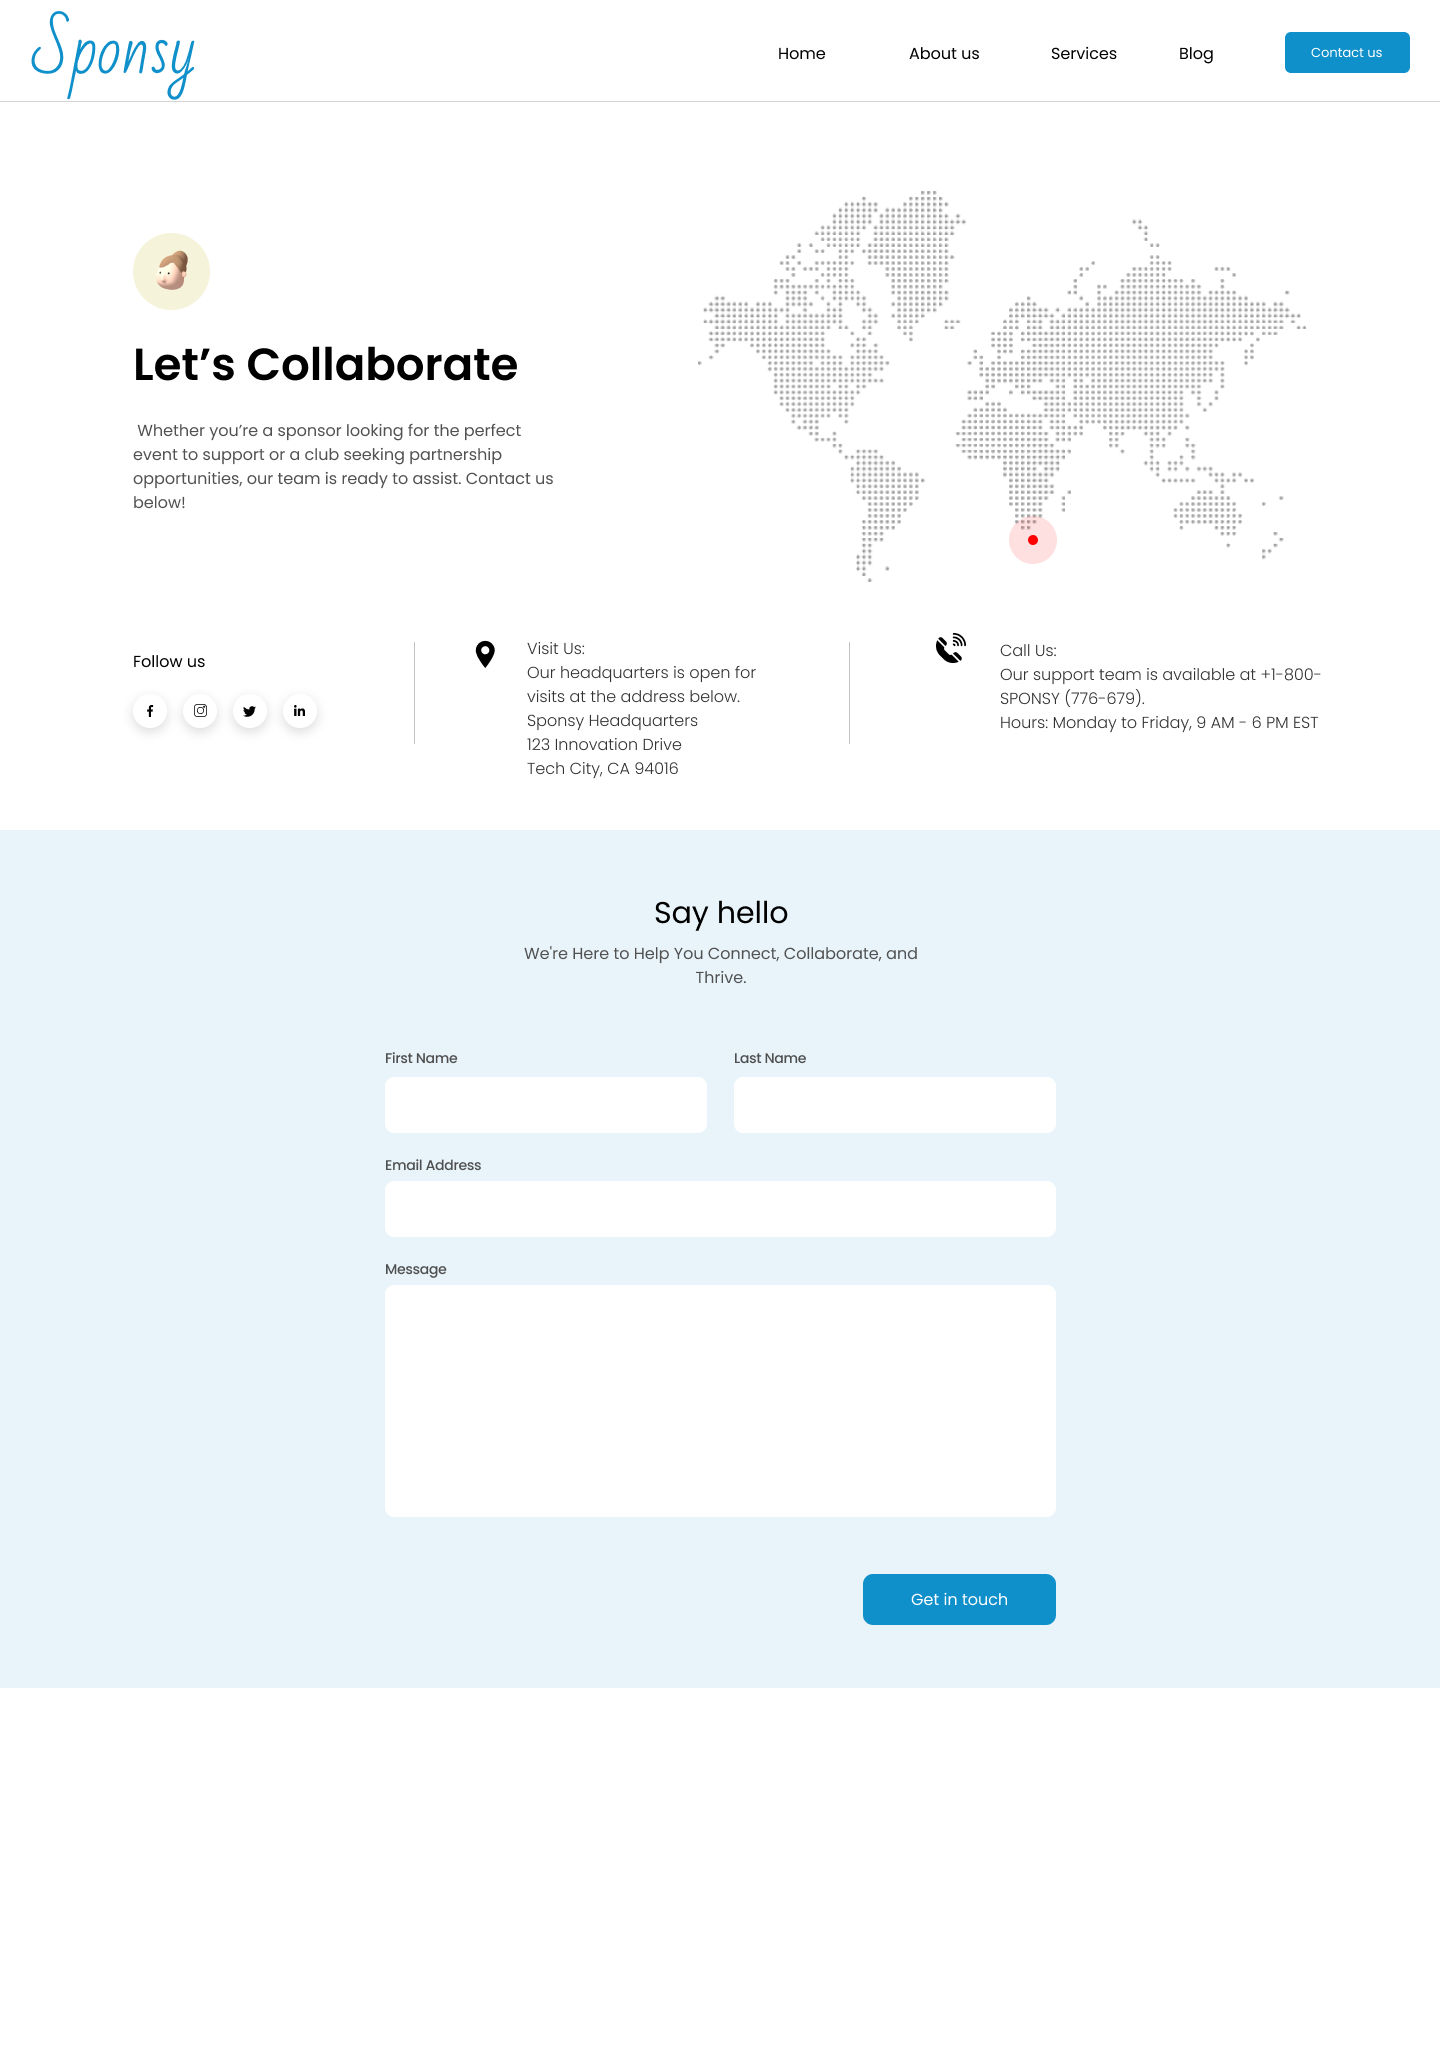 Sponsy
Home
About us
Services
Blog
Contact us
Let’s Collaborate
Whether you’re a sponsor looking for the perfect
event to support or a club seeking partnership
opportunities, our team is ready to assist. Contact us
below!
Follow us
Visit Us:
Our headquarters is open for
visits at the address below.
Sponsy Headquarters
123 Innovation Drive
Tech City, CA 94016
Call Us:
Our support team is available at +1-800-
SPONSY (776-679).
Hours: Monday to Friday, 9 AM - 6 PM EST
Say hello
We're Here to Help You Connect, Collaborate, and
Thrive.
First Name
Last Name
Email Address
Message
Get in touch